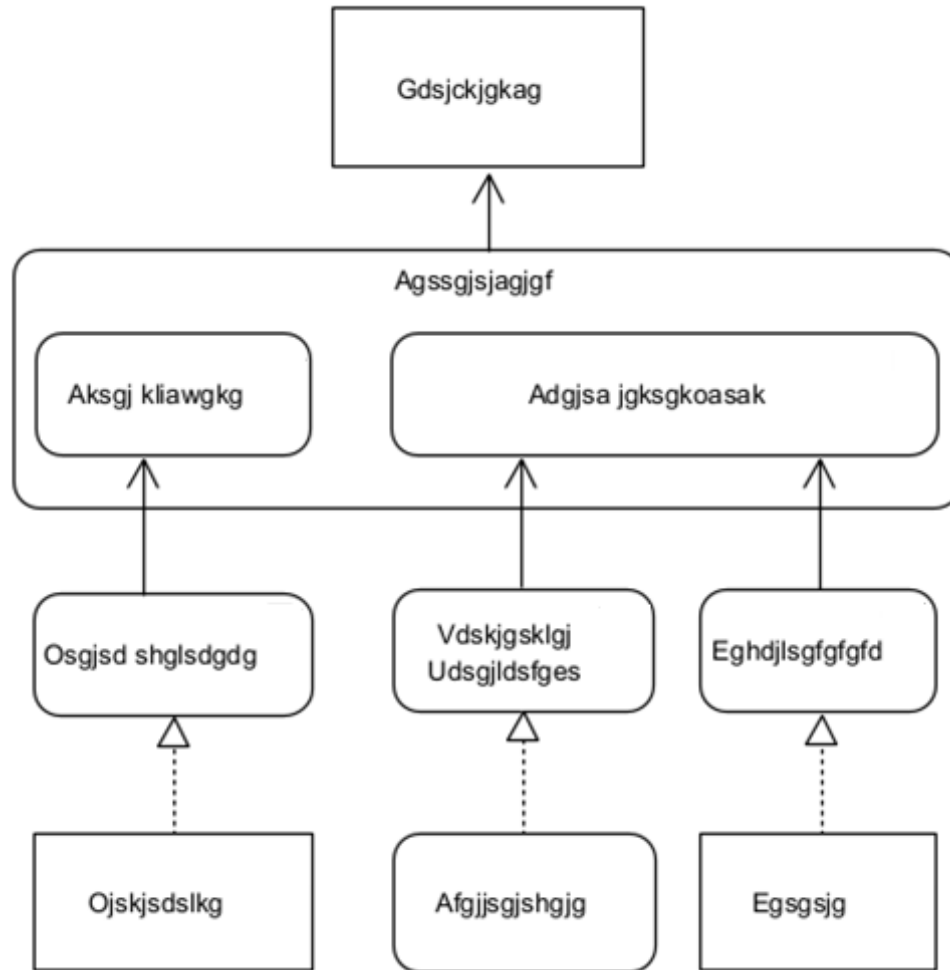 Gdsjckjgkag
Agssgjsjagjgf
Aksgj kliawgkg
Adgjsa jgksgkoasak
Osgjsd shglsdgdg
Vdskjgsklgj
Udsgjldsfges
Eghdjlsgfgfgfd
Ojskjsdslkg
Afgjjsgjshgjg
Egsgsjg